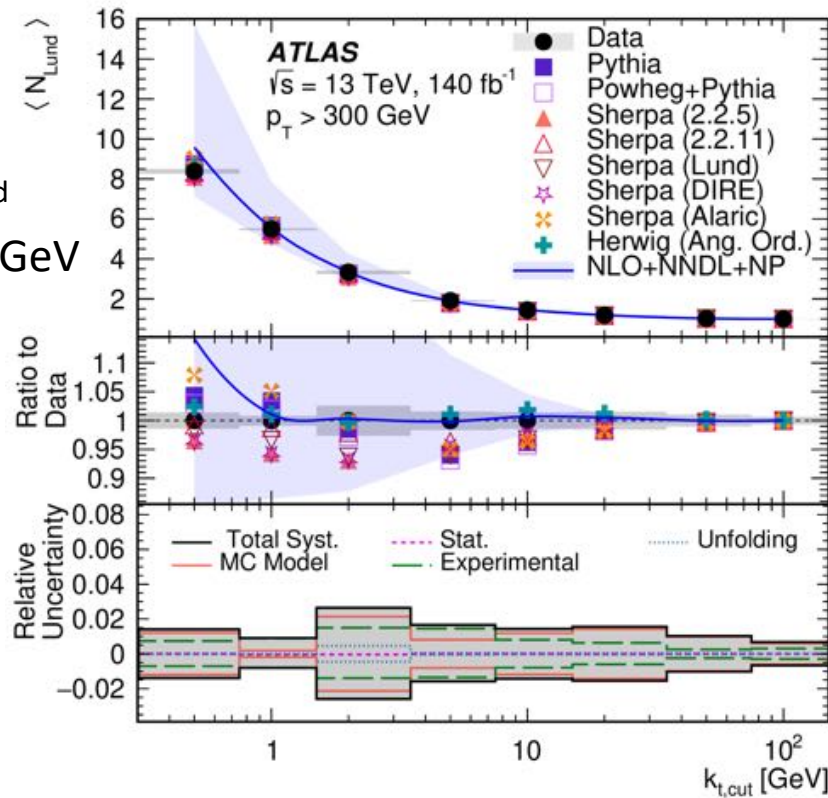 ⟨ N_Lund ⟩
16
14
12
10
8
6
4
2
ATLAS
√s = 13 TeV, 140 fb⁻¹
p_T > 300 GeV
Data
Pythia
Powheg+Pythia
Sherpa (2.2.5)
Sherpa (2.2.11)
Sherpa (Lund)
Sherpa (DIRE)
Sherpa (Alaric)
Herwig (Ang. Ord.)
NLO+NNDL+NP
d
GeV
Ratio to
Data
1.1
1.05
1
0.95
0.9
Relative
Uncertainty
0.08
0.06
0.04
0.02
0
−0.02
Total Syst.
Stat.
Unfolding
MC Model
Experimental
1
10
10²
k_t,cut [GeV]